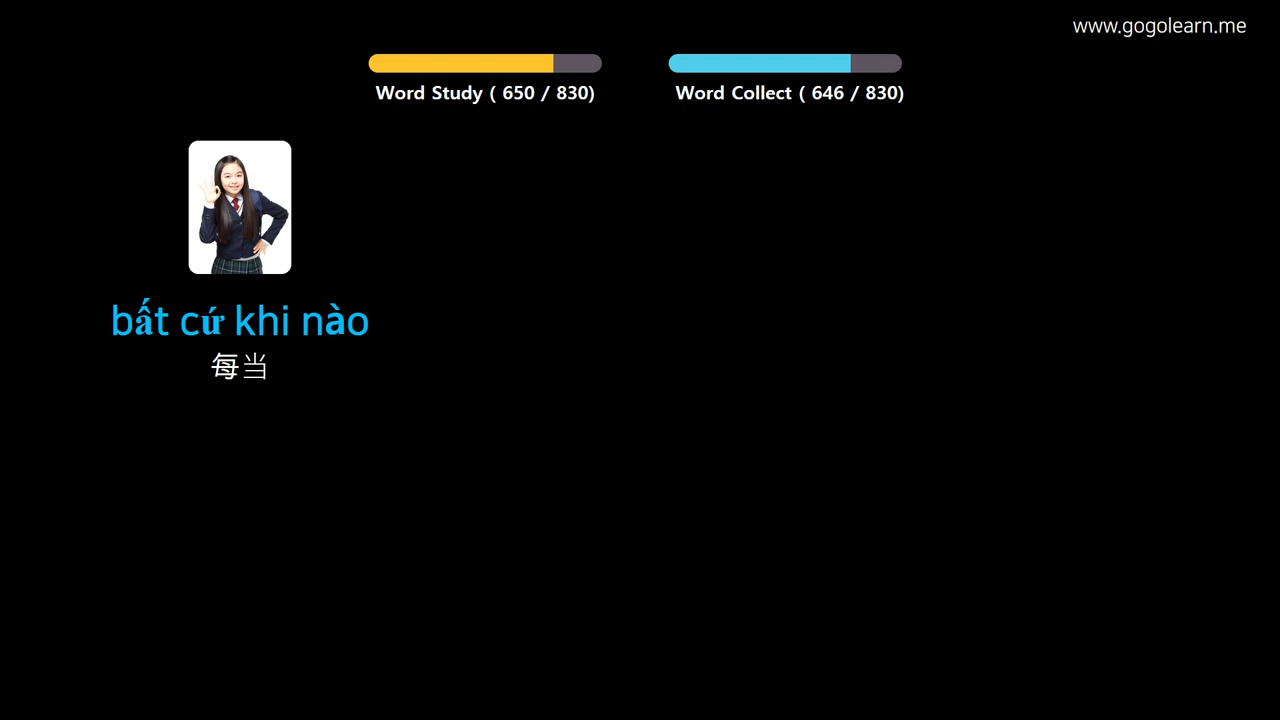 www.gogolearn.me
Word Study ( 650 / 830)
Word Collect ( 646 / 830)
bất cứ khi nào
每当